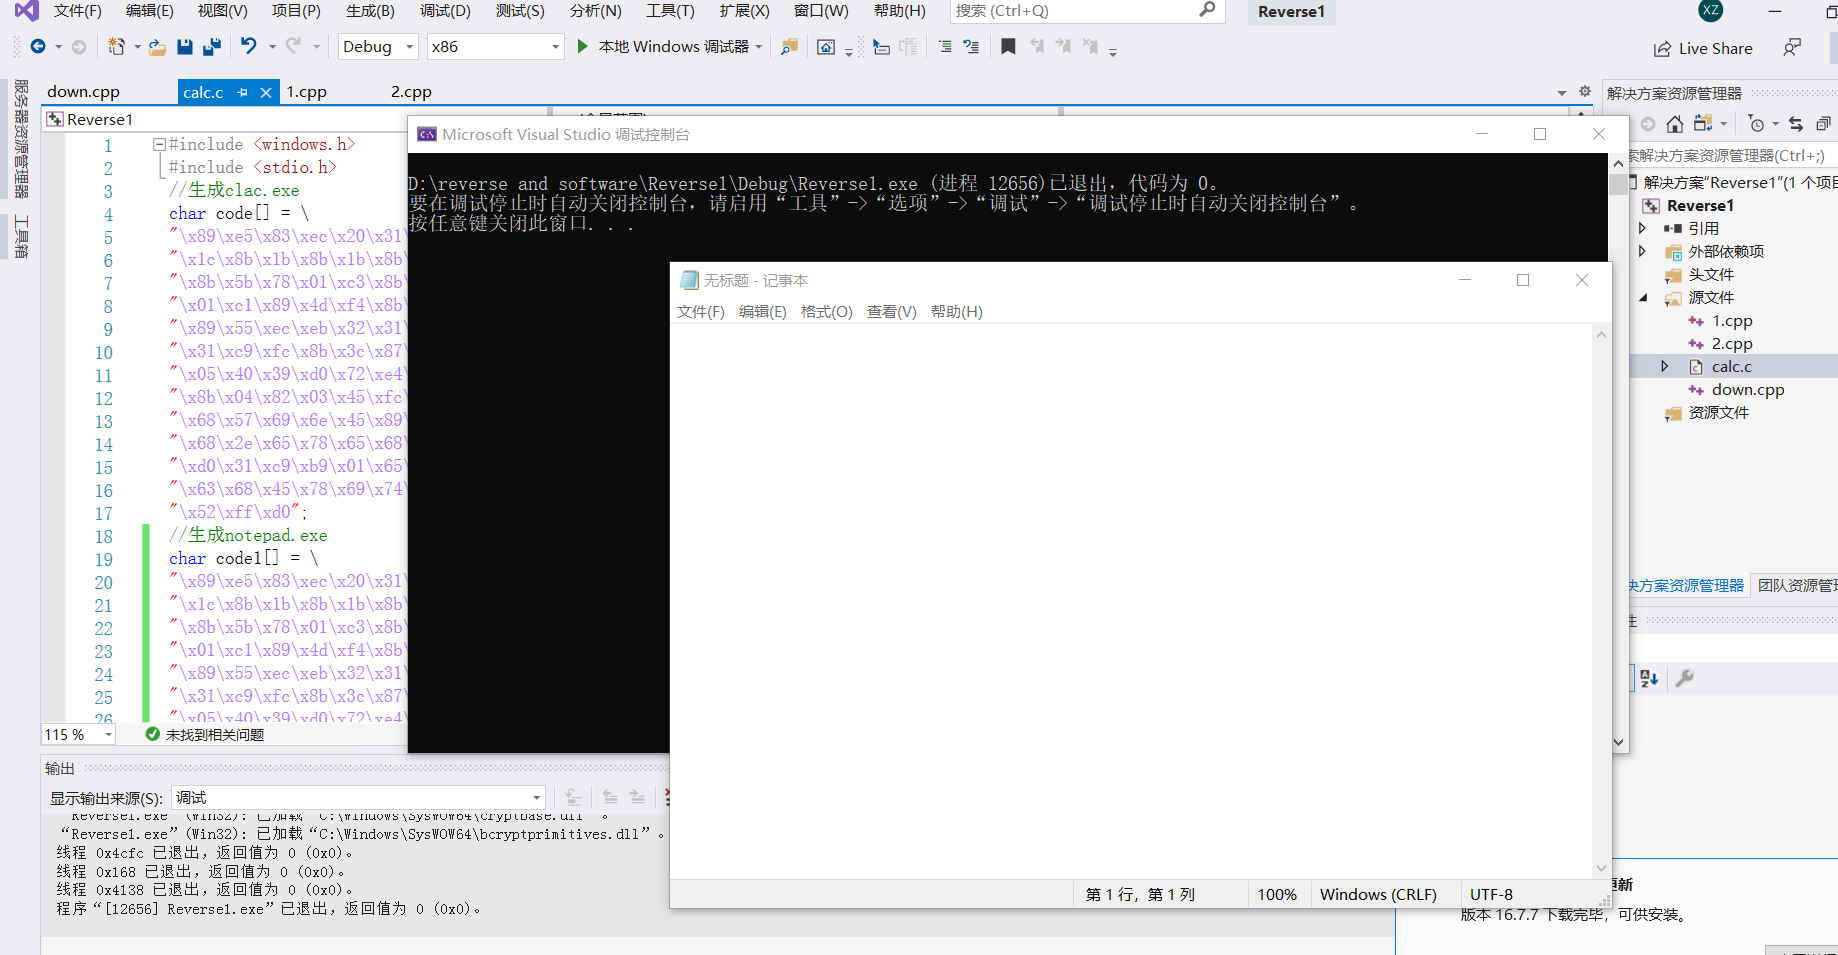 文件(F) 编辑(E) 视图(V) 项目(P) 生成(B) 调试(D) 测试(S) 分析(N) 工具(T) 扩展(X) 窗口(W) 帮助(H) 搜索 (Ctrl+Q) Reverse1 XZ
Debug x86 本地 Windows 调试器 Live Share
服务器资源管理器
工具箱
down.cpp calc.c 1.cpp 2.cpp
Reverse1
1 #include <windows.h>
2 #include <stdio.h>
3 //生成clac.exe
4 char code[] = \
5 "\x89\xe5\x83\xec\x20\x31\
6 "\x1c\x8b\x1b\x8b\x1b\x8b\
7 "\x8b\x5b\x78\x01\xc3\x8b\
8 "\x01\xc1\x89\x4d\xf4\x8b\
9 "\x89\x55\xec\xeb\x32\x31\
10 "\x31\xc9\xfc\x8b\x3c\x87\
11 "\x05\x40\x39\xd0\x72\xe4\
12 "\x8b\x04\x82\x03\x45\xfc\
13 "\x68\x57\x69\x6e\x45\x89\
14 "\x68\x2e\x65\x78\x65\x68\
15 "\xd0\x31\xc9\xb9\x01\x65\
16 "\x63\x68\x45\x78\x69\x74\
17 "\x52\xff\xd0";
18 //生成notepad.exe
19 char code1[] = \
20 "\x89\xe5\x83\xec\x20\x31\
21 "\x1c\x8b\x1b\x8b\x1b\x8b\
22 "\x8b\x5b\x78\x01\xc3\x8b\
23 "\x01\xc1\x89\x4d\xf4\x8b\
24 "\x89\x55\xec\xeb\x32\x31\
25 "\x31\xc9\xfc\x8b\x3c\x87\
26 "\x05\x40\x39\xd0\x72\xe4\
115 % 未找到相关问题
Microsoft Visual Studio 调试控制台
D:\reverse and software\Reverse1\Debug\Reverse1.exe (进程 12656)已退出，代码为 0。
要在调试停止时自动关闭控制台，请启用“工具”->“选项”->“调试”->“调试停止时自动关闭控制台”。
按任意键关闭此窗口. . .
无标题 - 记事本
文件(F) 编辑(E) 格式(O) 查看(V) 帮助(H)
第 1 行，第 1 列 100% Windows (CRLF) UTF-8
解决方案资源管理器
索解决方案资源管理器(Ctrl+;)
解决方案“Reverse1”(1 个项目
Reverse1
引用
外部依赖项
头文件
源文件
1.cpp
2.cpp
calc.c
down.cpp
资源文件
决方案资源管理器 团队资源管
性
输出
显示输出来源(S): 调试
“Reverse1.exe”(Win32): 已加载“C:\Windows\SysWOW64\cryptbase.dll”。
“Reverse1.exe”(Win32): 已加载“C:\Windows\SysWOW64\bcryptprimitives.dll”。
线程 0x4cfc 已退出，返回值为 0 (0x0)。
线程 0x168 已退出，返回值为 0 (0x0)。
线程 0x4138 已退出，返回值为 0 (0x0)。
程序“[12656] Reverse1.exe”已退出，返回值为 0 (0x0)。
更新
版本 16.7.7 下载完毕，可供安装。